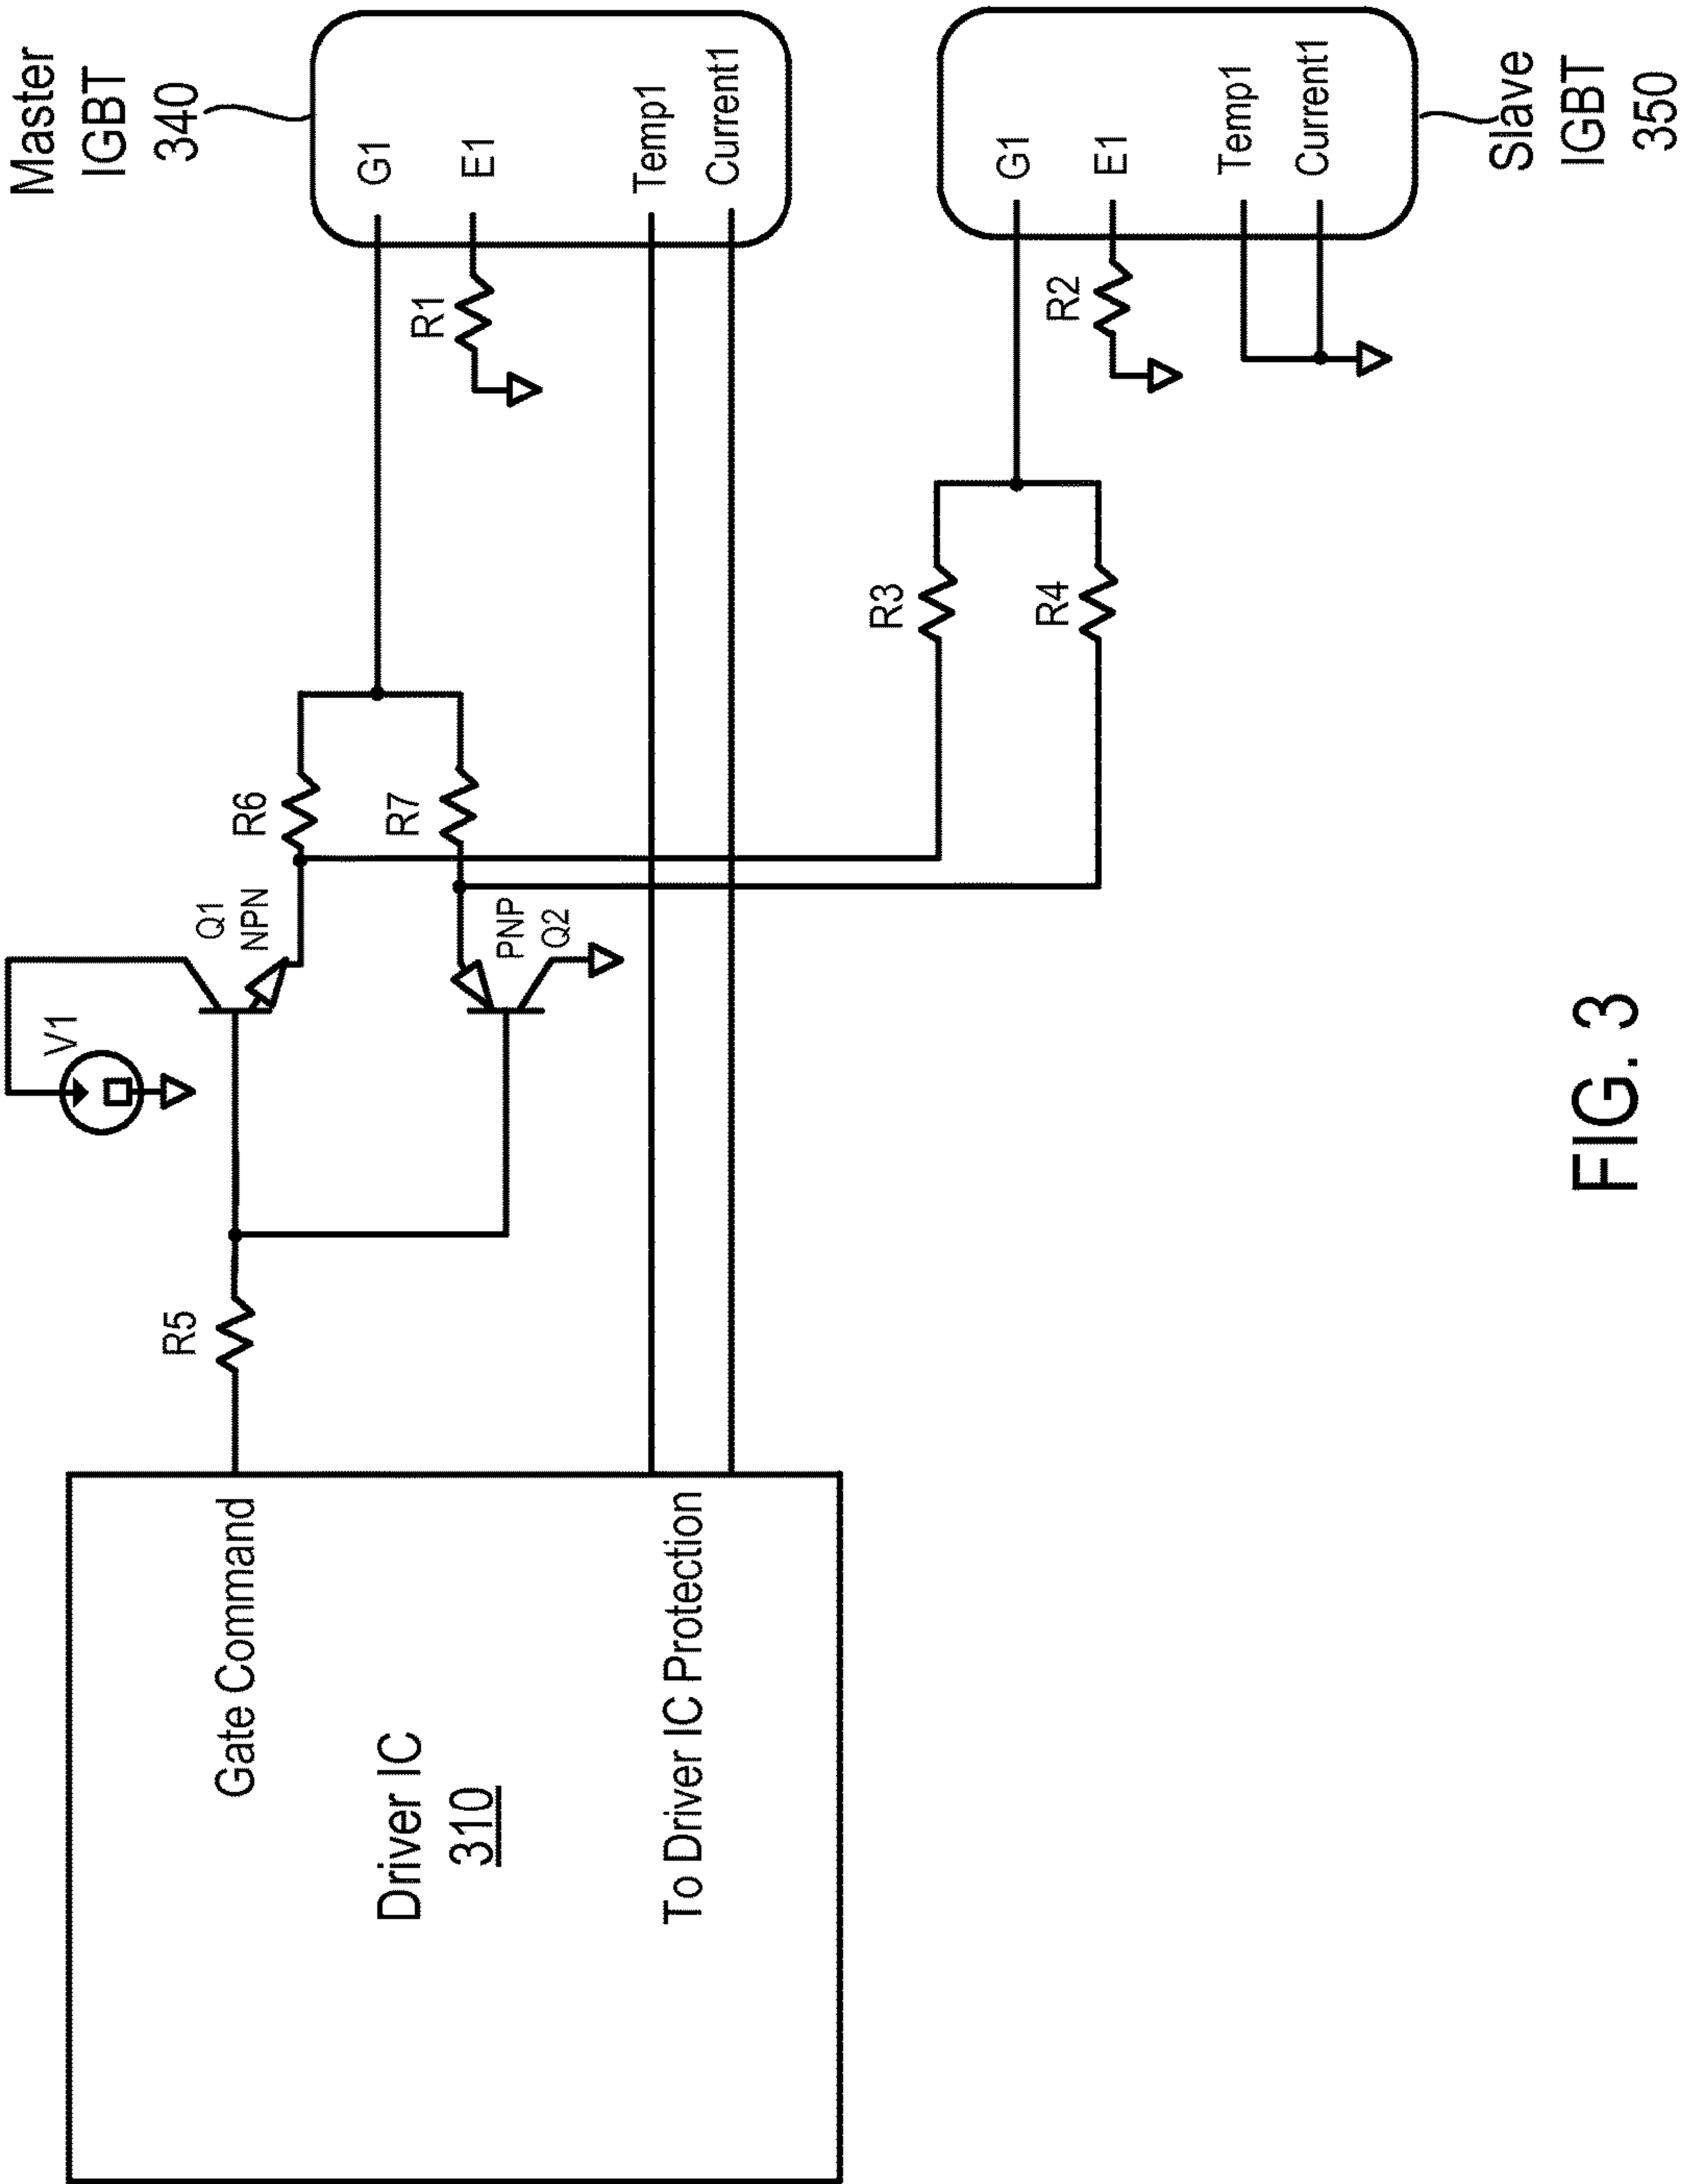 Master
IGBT
340
G1
E1
Temp1
Current1
R1
R6
R7
Q1
NPN
PNP
Q2
V1
R5
Gate Command
Driver IC
310
To Driver IC Protection
G1
E1
Temp1
Current1
R2
R3
R4
Slave
IGBT
350
FIG. 3